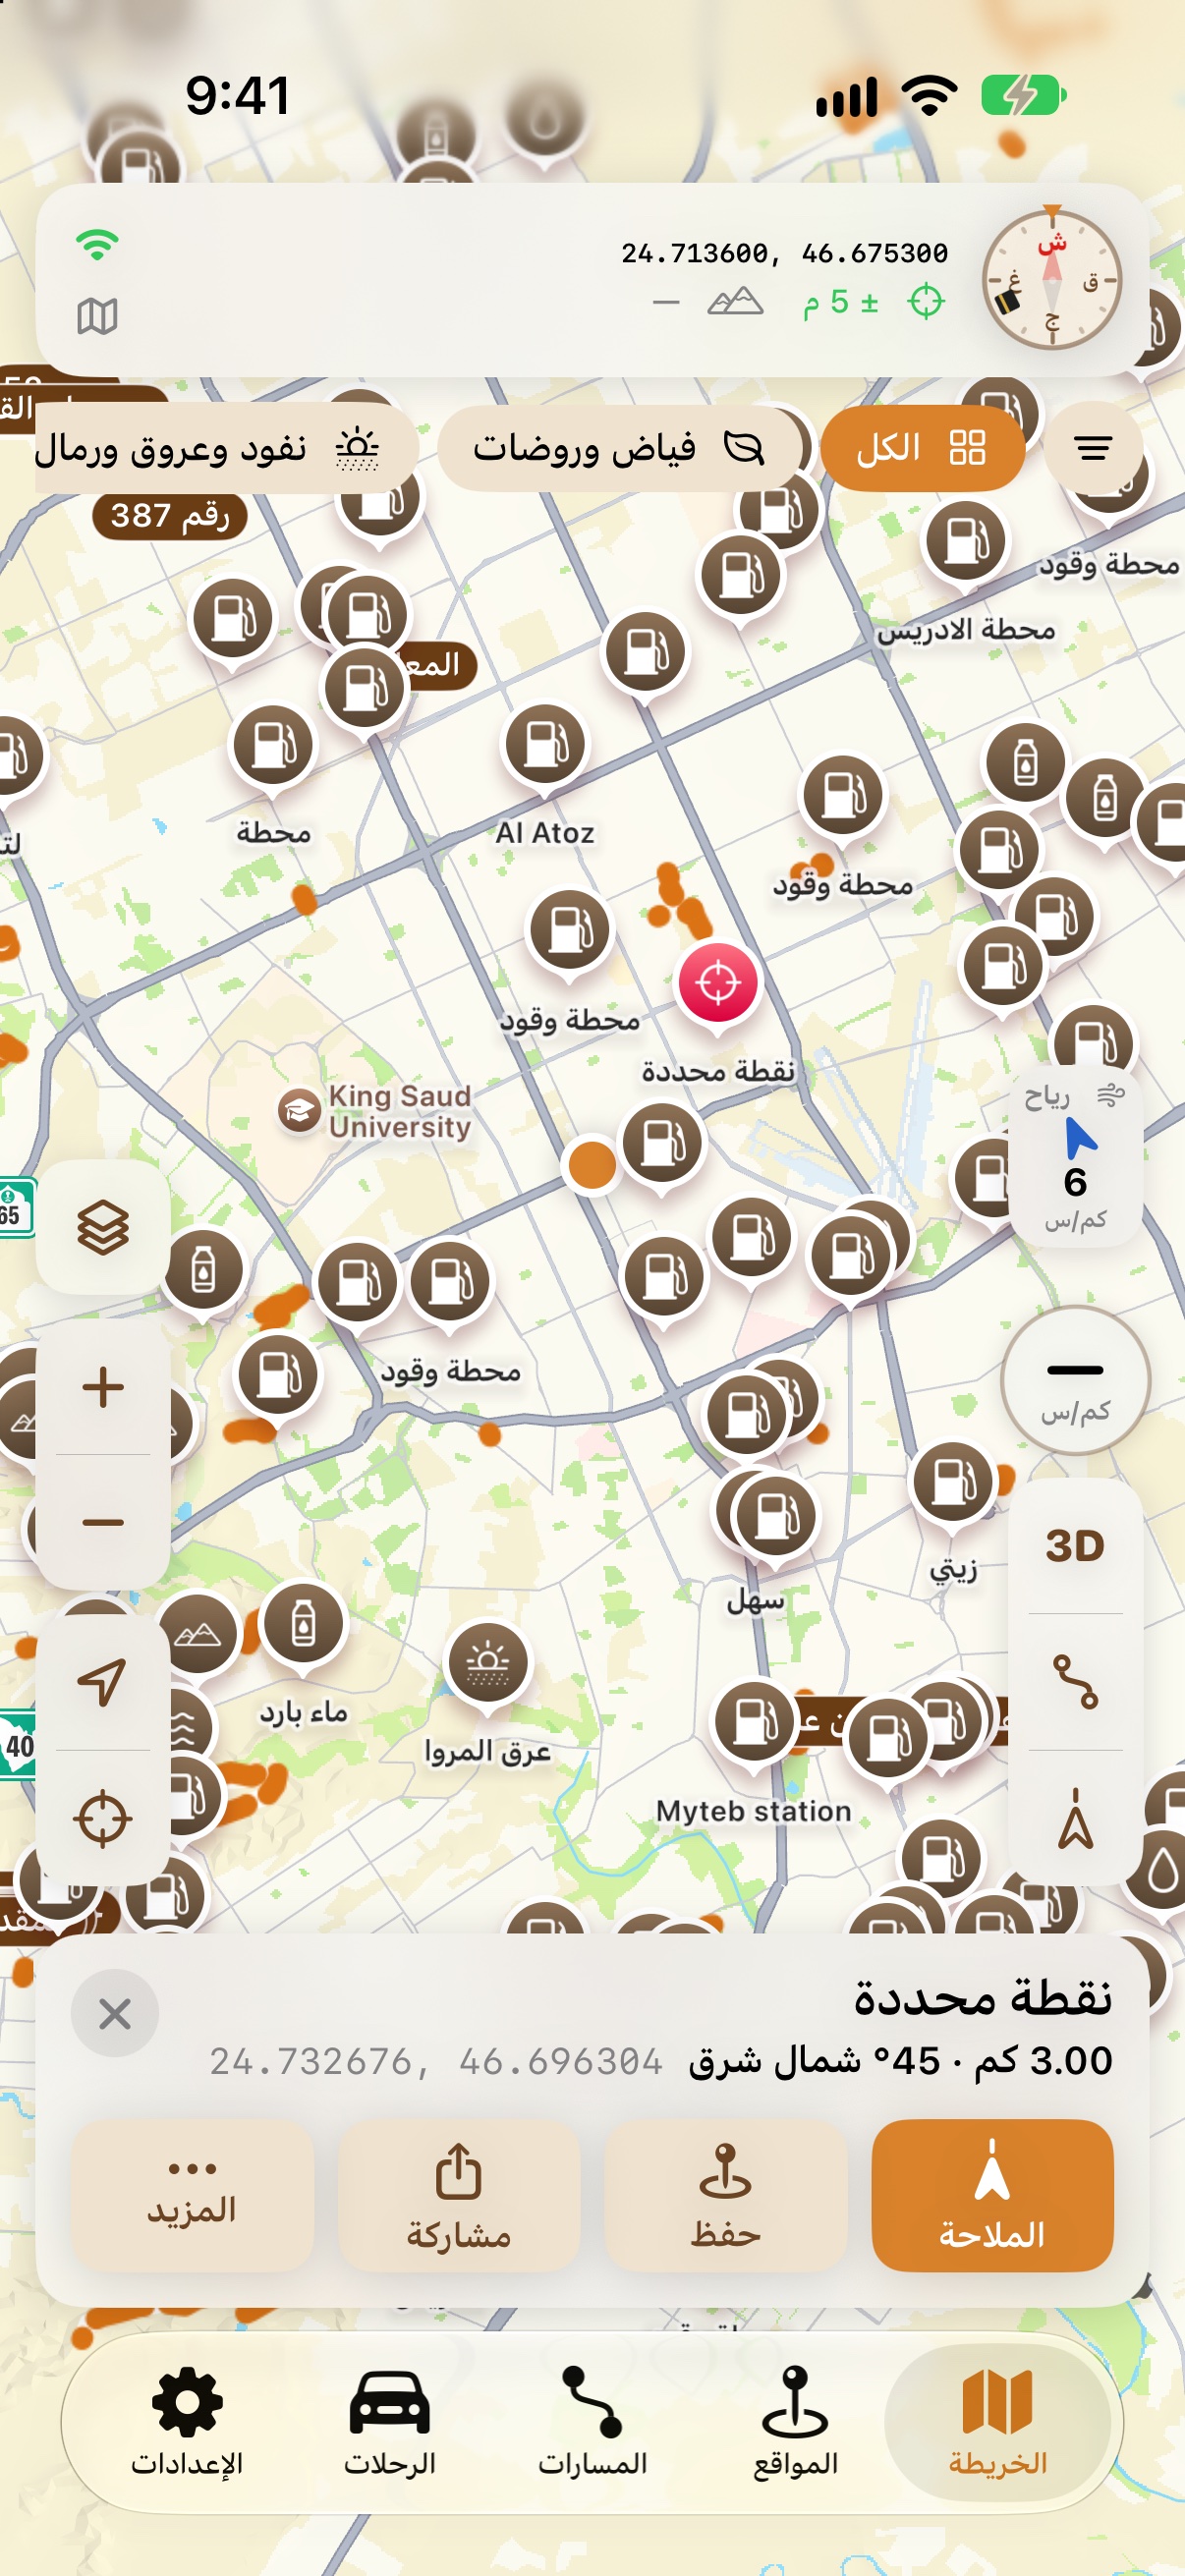 9:41
24.713600, 46.675300
± 5 م
—
ش
ق
غ
ج
الكل
فياض وروضات
نفود وعروق ورمال
رقم 387
محطة وقود
محطة الادريس
محطة
Al Atoz
محطة وقود
محطة وقود
نقطة محددة
King Saud
University
رياح
6
كم/س
65
محطة وقود
كم/س
3D
زيتي
سهل
ماء بارد
عرق المروا
40
Myteb station
نقطة محددة
3.00 كم · 45° شمال شرق 24.732676, 46.696304
الملاحة
حفظ
مشاركة
المزيد
الخريطة
المواقع
المسارات
الرحلات
الإعدادات